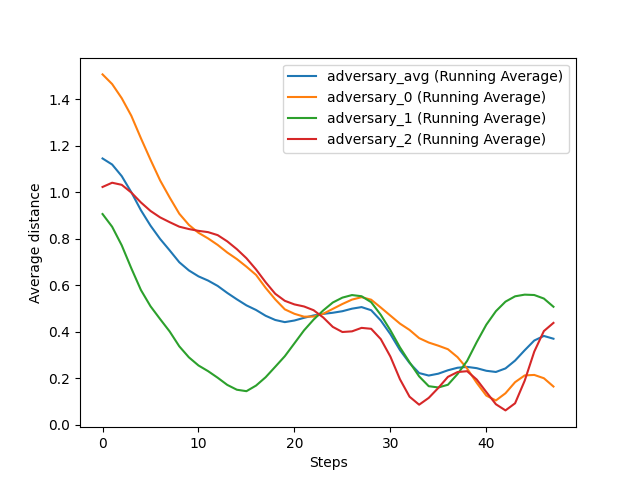 adversary_avg (Running Average)
adversary_0 (Running Average)
adversary_1 (Running Average)
adversary_2 (Running Average)
1.4
1.2
1.0
0.8
0.6
0.4
0.2
0.0
Average distance
0 10 20 30 40
Steps